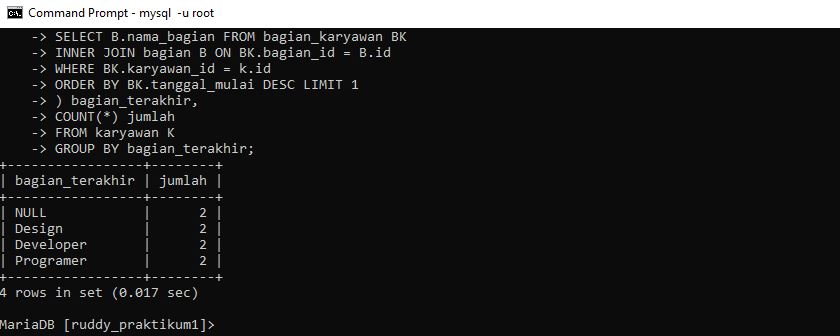 Command Prompt - mysql -u root
-> SELECT B.nama_bagian FROM bagian_karyawan BK
-> INNER JOIN bagian B ON BK.bagian_id = B.id
-> WHERE BK.karyawan_id = k.id
-> ORDER BY BK.tanggal_mulai DESC LIMIT 1
-> ) bagian_terakhir,
-> COUNT(*) jumlah
-> FROM karyawan K
-> GROUP BY bagian_terakhir;
+-----------------+--------+
| bagian_terakhir | jumlah |
+-----------------+--------+
| NULL            |      2 |
| Design          |      2 |
| Developer       |      2 |
| Programer       |      2 |
+-----------------+--------+
4 rows in set (0.017 sec)
MariaDB [ruddy_praktikum1]>